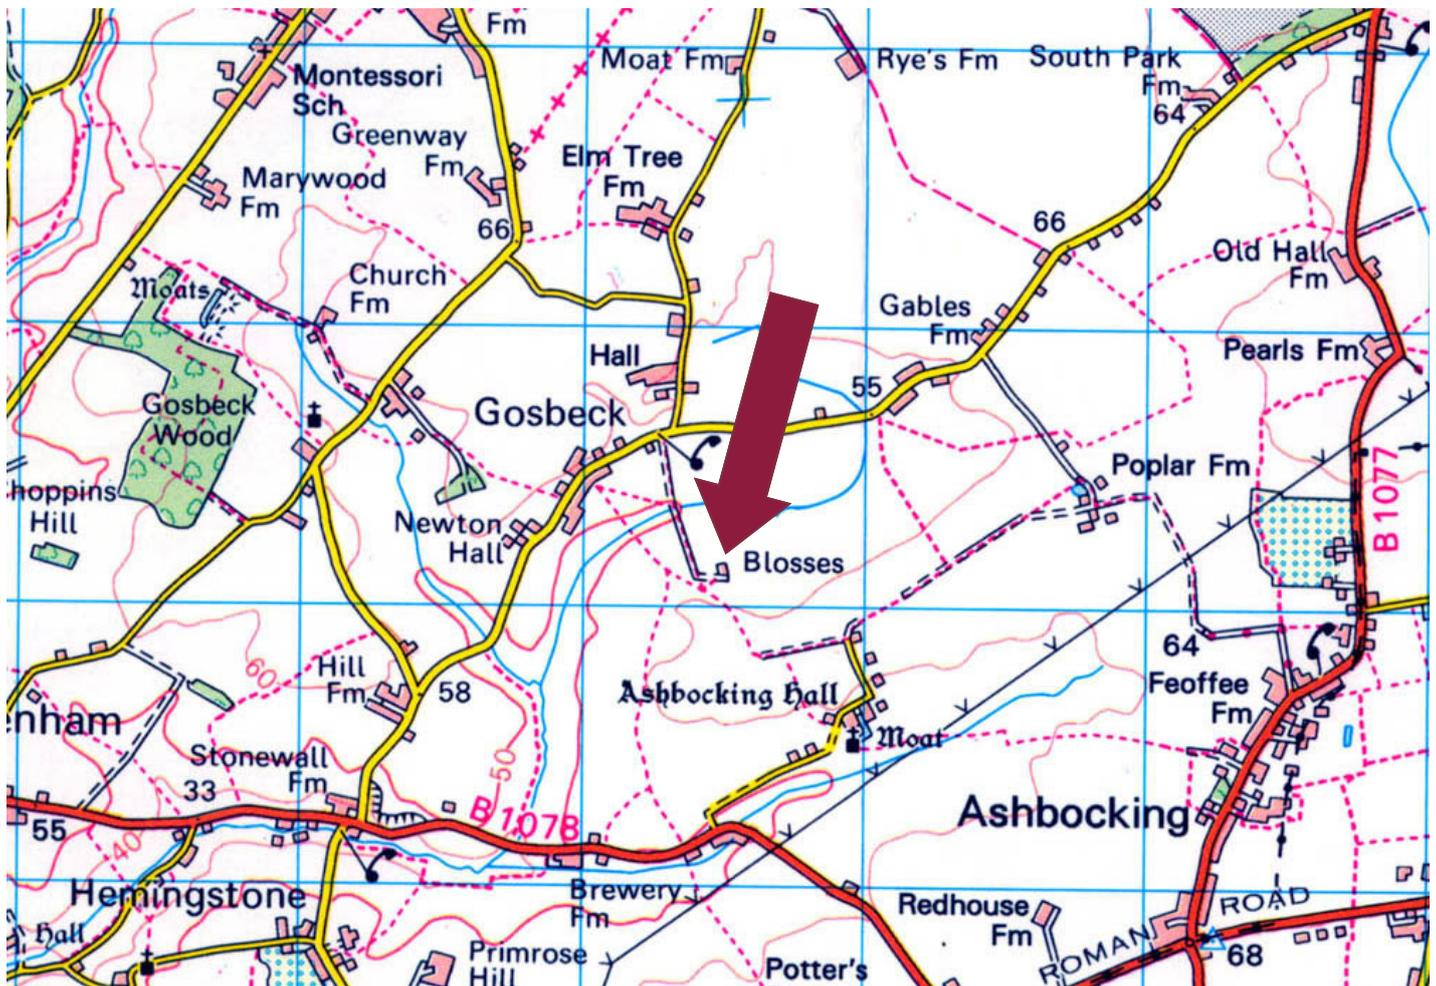 Fm
Moat Fm
Rye's Fm
South Park
Fm
64
Montessori
Sch
Greenway
Fm
Elm Tree
Fm
Marywood
Fm
66
66
Old Hall
Fm
Church
Fm
Moats
Gables
Fm
Hall
Pearls Fm
55
Gosbeck
Wood
Gosbeck
Poplar Fm
hoppins
Hill
B 1077
Newton
Hall
Blosses
60
Hill
Fm
58
64
Ashbocking Hall
Feoffee
Fm
enham
Moat
Stonewall
Fm
50
33
B 1078
Ashbocking
55
40
Hemingstone
Brewery
Fm
Redhouse
Fm
ROMAN ROAD
Hall
Primrose
Hill
Potter's
68